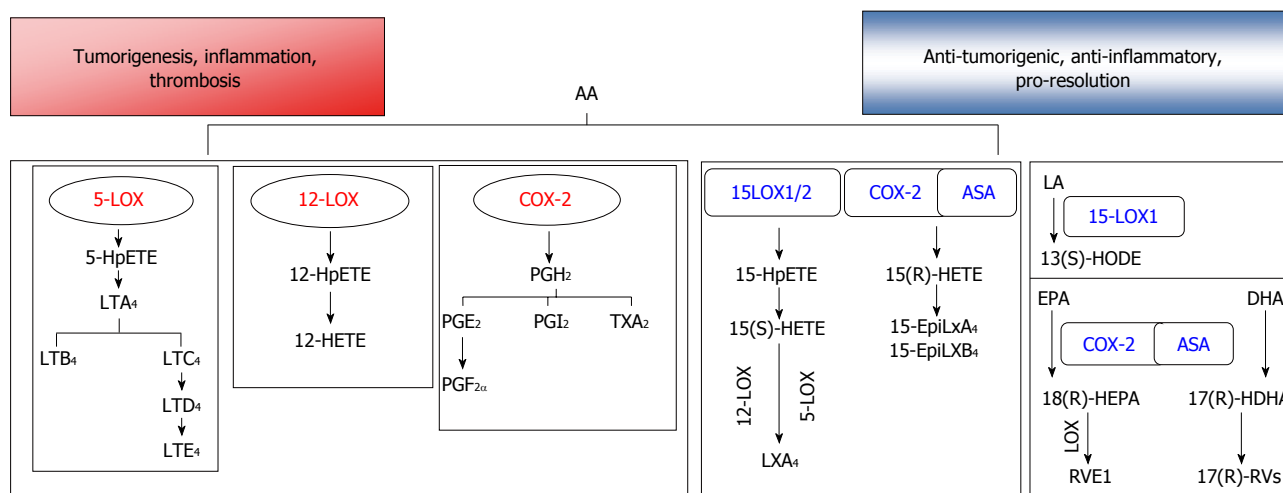 Tumorigenesis, inflammation,
thrombosis
Anti-tumorigenic, anti-inflammatory,
pro-resolution
AA
5-LOX
5-HpETE
LTA₄
LTB₄
LTC₄
LTD₄
LTE₄
12-LOX
12-HpETE
12-HETE
COX-2
PGH₂
PGE₂
PGI₂
TXA₂
PGF₂α
15LOX1/2
15-HpETE
15(S)-HETE
12-LOX
5-LOX
LXA₄
COX-2
ASA
15(R)-HETE
15-EpiLxA₄
15-EpiLXB₄
LA
15-LOX1
13(S)-HODE
EPA
DHA
COX-2
ASA
18(R)-HEPA
17(R)-HDHA
LOX
RVE1
17(R)-RVs